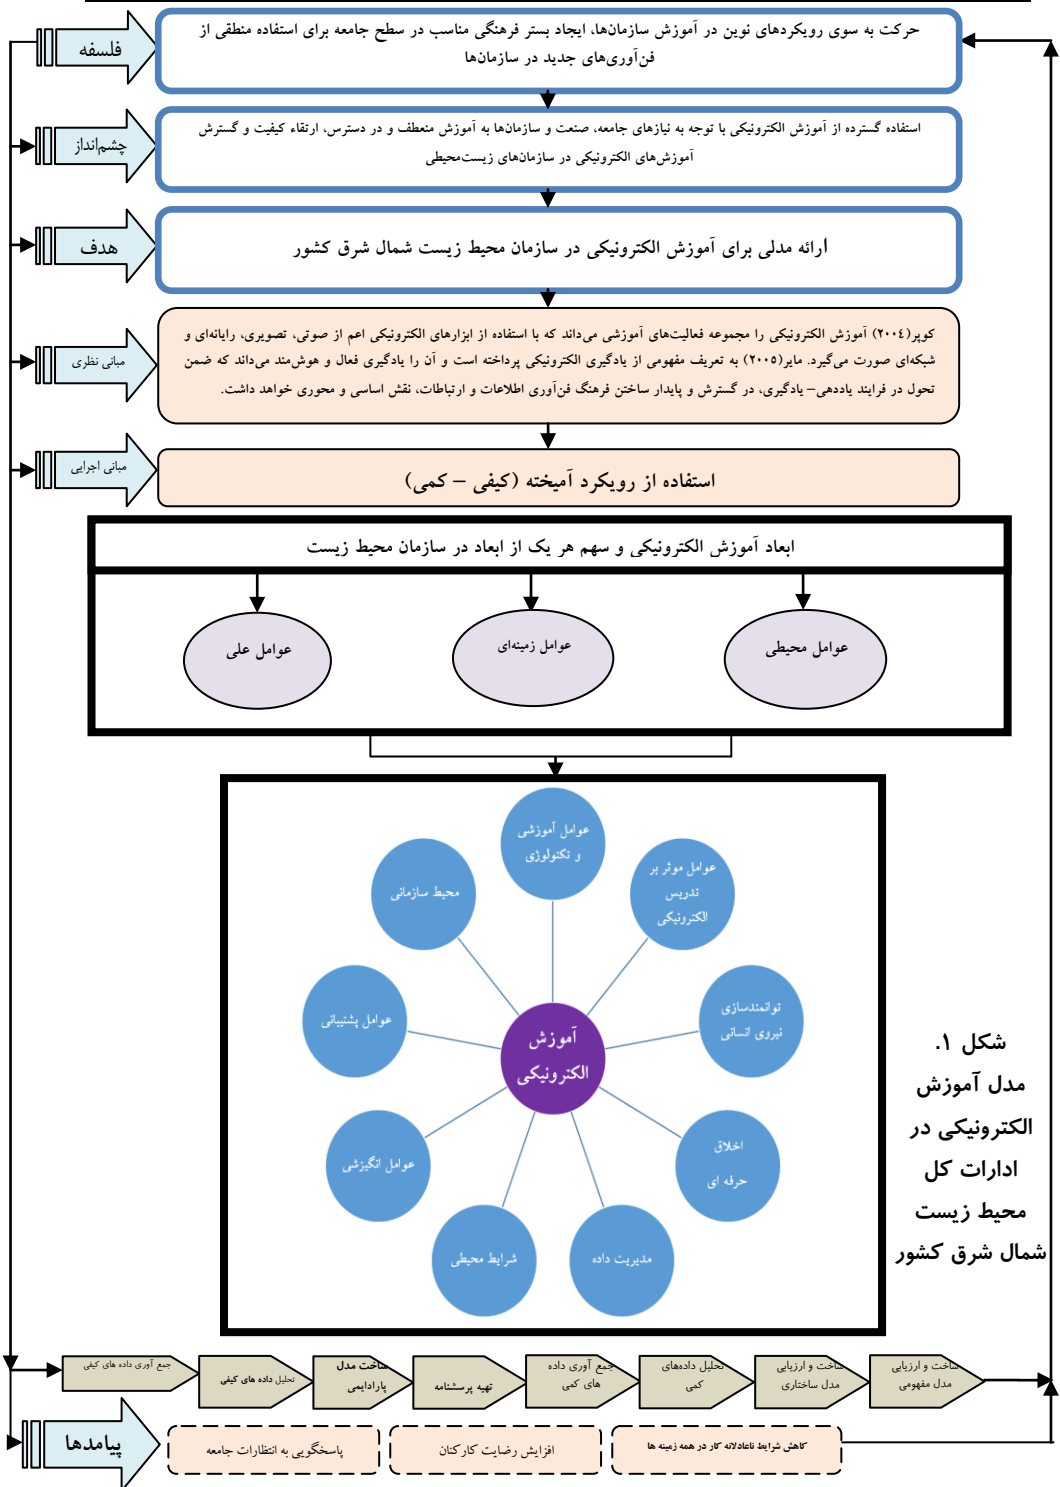 فلسفه
حرکت به سوی رویکردهای نوین در آموزش سازمان‌ها، ایجاد بستر فرهنگی مناسب در سطح جامعه برای استفاده منطقی از
فن‌آوری‌های جدید در سازمان‌ها
چشم‌انداز
استفاده گسترده از آموزش الکترونیکی با توجه به نیازهای جامعه، صنعت و سازمان‌ها به آموزش منعطف و در دسترس، ارتقاء کیفیت و گسترش
آموزش‌های الکترونیکی در سازمان‌های زیست‌محیطی
هدف
ارائه مدلی برای آموزش الکترونیکی در سازمان محیط زیست شمال شرق کشور
مبانی نظری
کوپر(۲۰۰۴) آموزش الکترونیکی را مجموعه فعالیت‌های آموزشی می‌داند که با استفاده از ابزارهای الکترونیکی اعم از صوتی، تصویری، رایانه‌ای و
شبکه‌ای صورت می‌گیرد. مایر(۲۰۰۵) به تعریف مفهومی از یادگیری الکترونیکی پرداخته است و آن را یادگیری فعال و هوش‌مند می‌داند که ضمن
تحول در فرایند یاددهی– یادگیری، در گسترش و پایدار ساختن فرهنگ فن‌آوری اطلاعات و ارتباطات، نقش اساسی و محوری خواهد داشت.
مبانی اجرایی
استفاده از رویکرد آمیخته (کیفی – کمی)
ابعاد آموزش الکترونیکی و سهم هر یک از ابعاد در سازمان محیط زیست
عوامل محیطی
عوامل زمینه‌ای
عوامل علی
عوامل آموزشی
و تکنولوژی
عوامل موثر بر
تدریس
الکترونیکی
توانمندسازی
نیروی انسانی
اخلاق
حرفه ای
مدیریت داده
شرایط محیطی
عوامل انگیزشی
عوامل پشتیبانی
محیط سازمانی
آموزش
الکترونیکی
شکل ۱.
مدل آموزش
الکترونیکی در
ادارات کل
محیط زیست
شمال شرق کشور
جمع آوری داده های کیفی
تحلیل داده های کیفی
ساخت مدل
پارادایمی
تهیه پرسشنامه
جمع آوری داده
های کمی
تحلیل داده‌های
کمی
ساخت و ارزیابی
مدل ساختاری
ساخت و ارزیابی
مدل مفهومی
پیامدها
پاسخگویی به انتظارات جامعه
افزایش رضایت کارکنان
کاهش شرایط ناعادلانه کار در همه زمینه ها